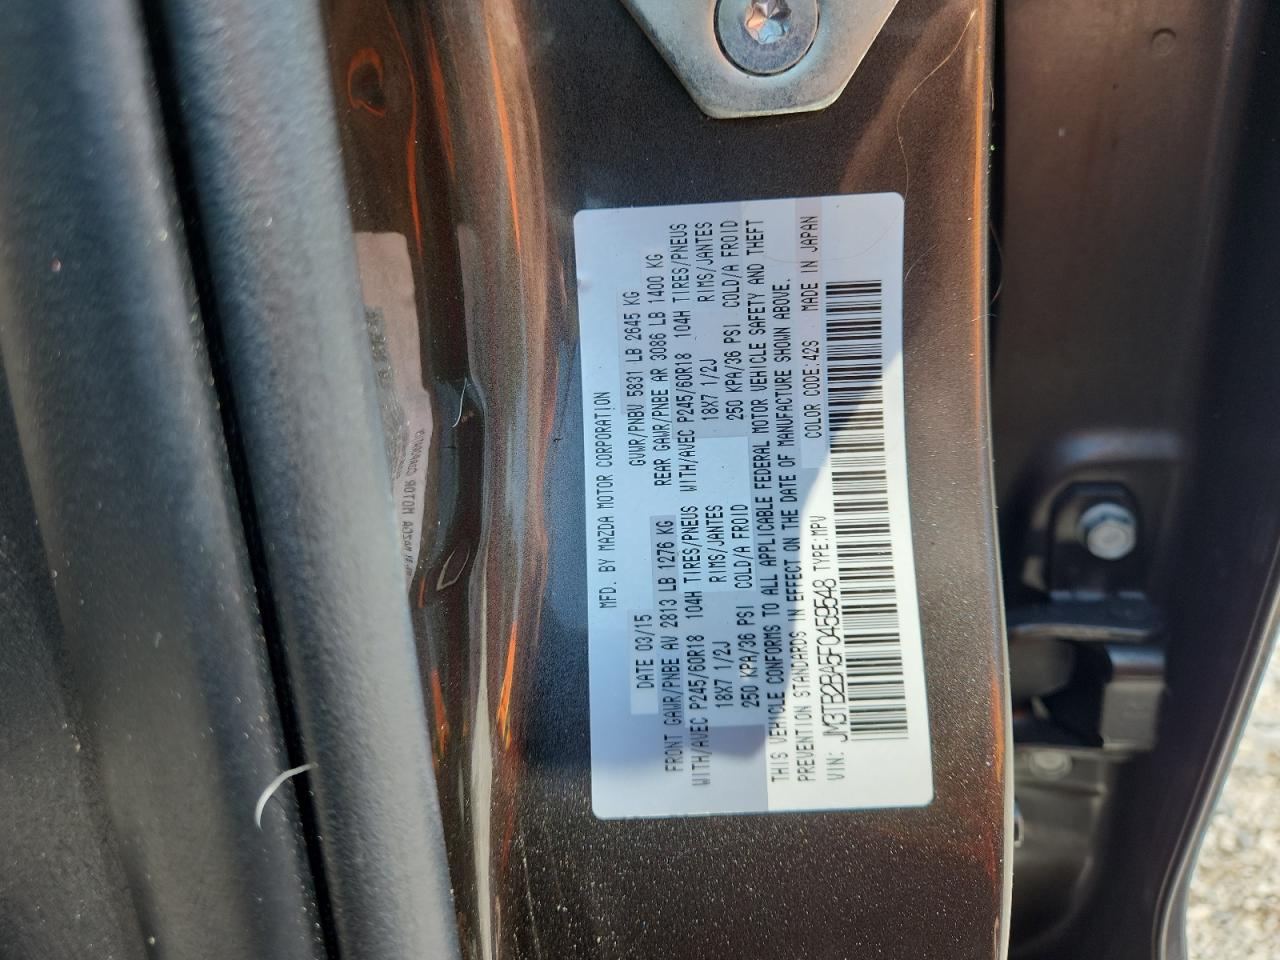 MFD. BY MAZDA MOTOR CORPORATION
DATE 03/15 GVWR/PNBV 5831 LB 2645 KG
FRONT GAWR/PNBE AV 2813 LB 1276 KG REAR GAWR/PNBE AR 3086 LB 1400 KG
WITH/AVEC P245/60R18 104H TIRES/PNEUS WITH/AVEC P245/60R18 104H TIRES/PNEUS
18X7 1/2J RIMS/JANTES 18X7 1/2J RIMS/JANTES
250 KPA/36 PSI COLD/A FROID 250 KPA/36 PSI COLD/A FROID
THIS VEHICLE CONFORMS TO ALL APPLICABLE FEDERAL MOTOR VEHICLE SAFETY AND THEFT
PREVENTION STANDARDS IN EFFECT ON THE DATE OF MANUFACTURE SHOWN ABOVE.
COLOR CODE:42S MADE IN JAPAN
VIN: JM3TB2BA5F0459548 TYPE:MPV